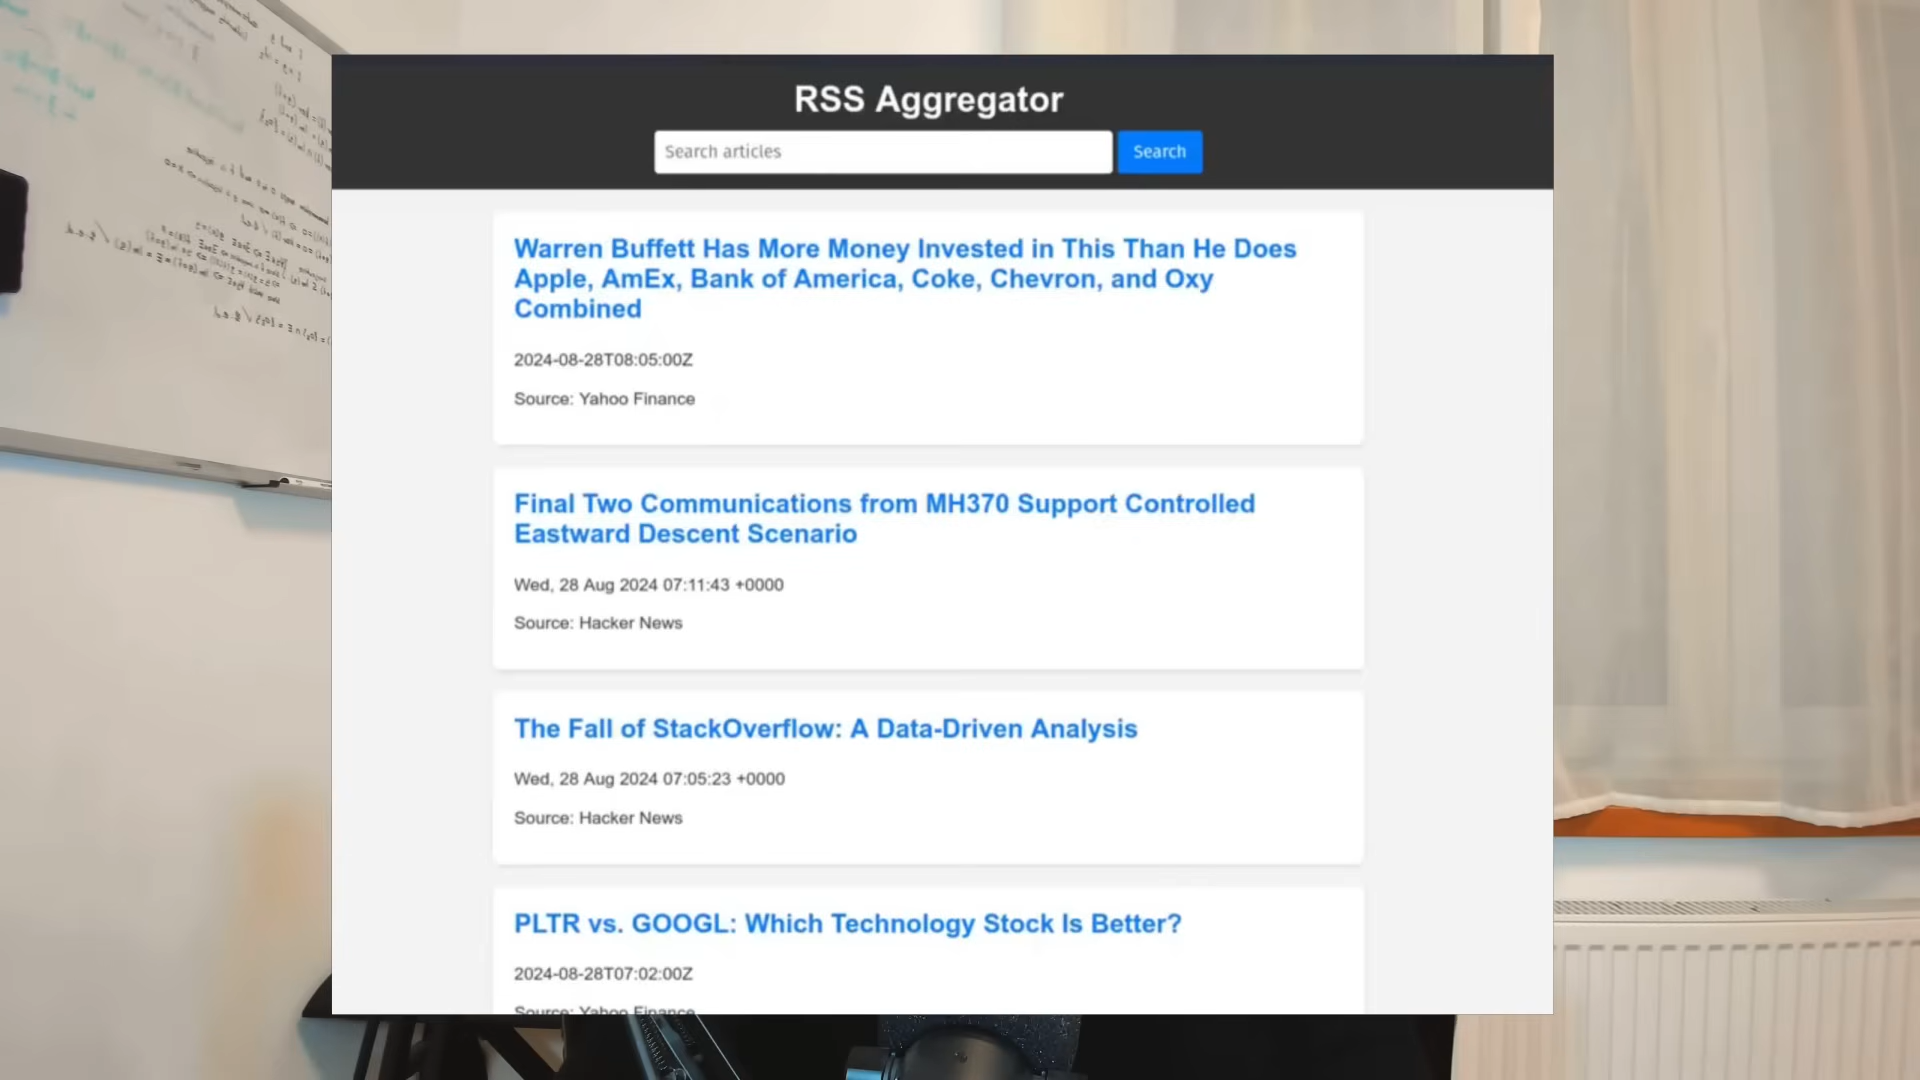 RSS Aggregator
Search articles
Search
Warren Buffett Has More Money Invested in This Than He Does
Apple, AmEx, Bank of America, Coke, Chevron, and Oxy
Combined
2024-08-28T08:05:00Z
Source: Yahoo Finance
Final Two Communications from MH370 Support Controlled
Eastward Descent Scenario
Wed, 28 Aug 2024 07:11:43 +0000
Source: Hacker News
The Fall of StackOverflow: A Data-Driven Analysis
Wed, 28 Aug 2024 07:05:23 +0000
Source: Hacker News
PLTR vs. GOOGL: Which Technology Stock Is Better?
2024-08-28T07:02:00Z
Source: Yahoo Finance